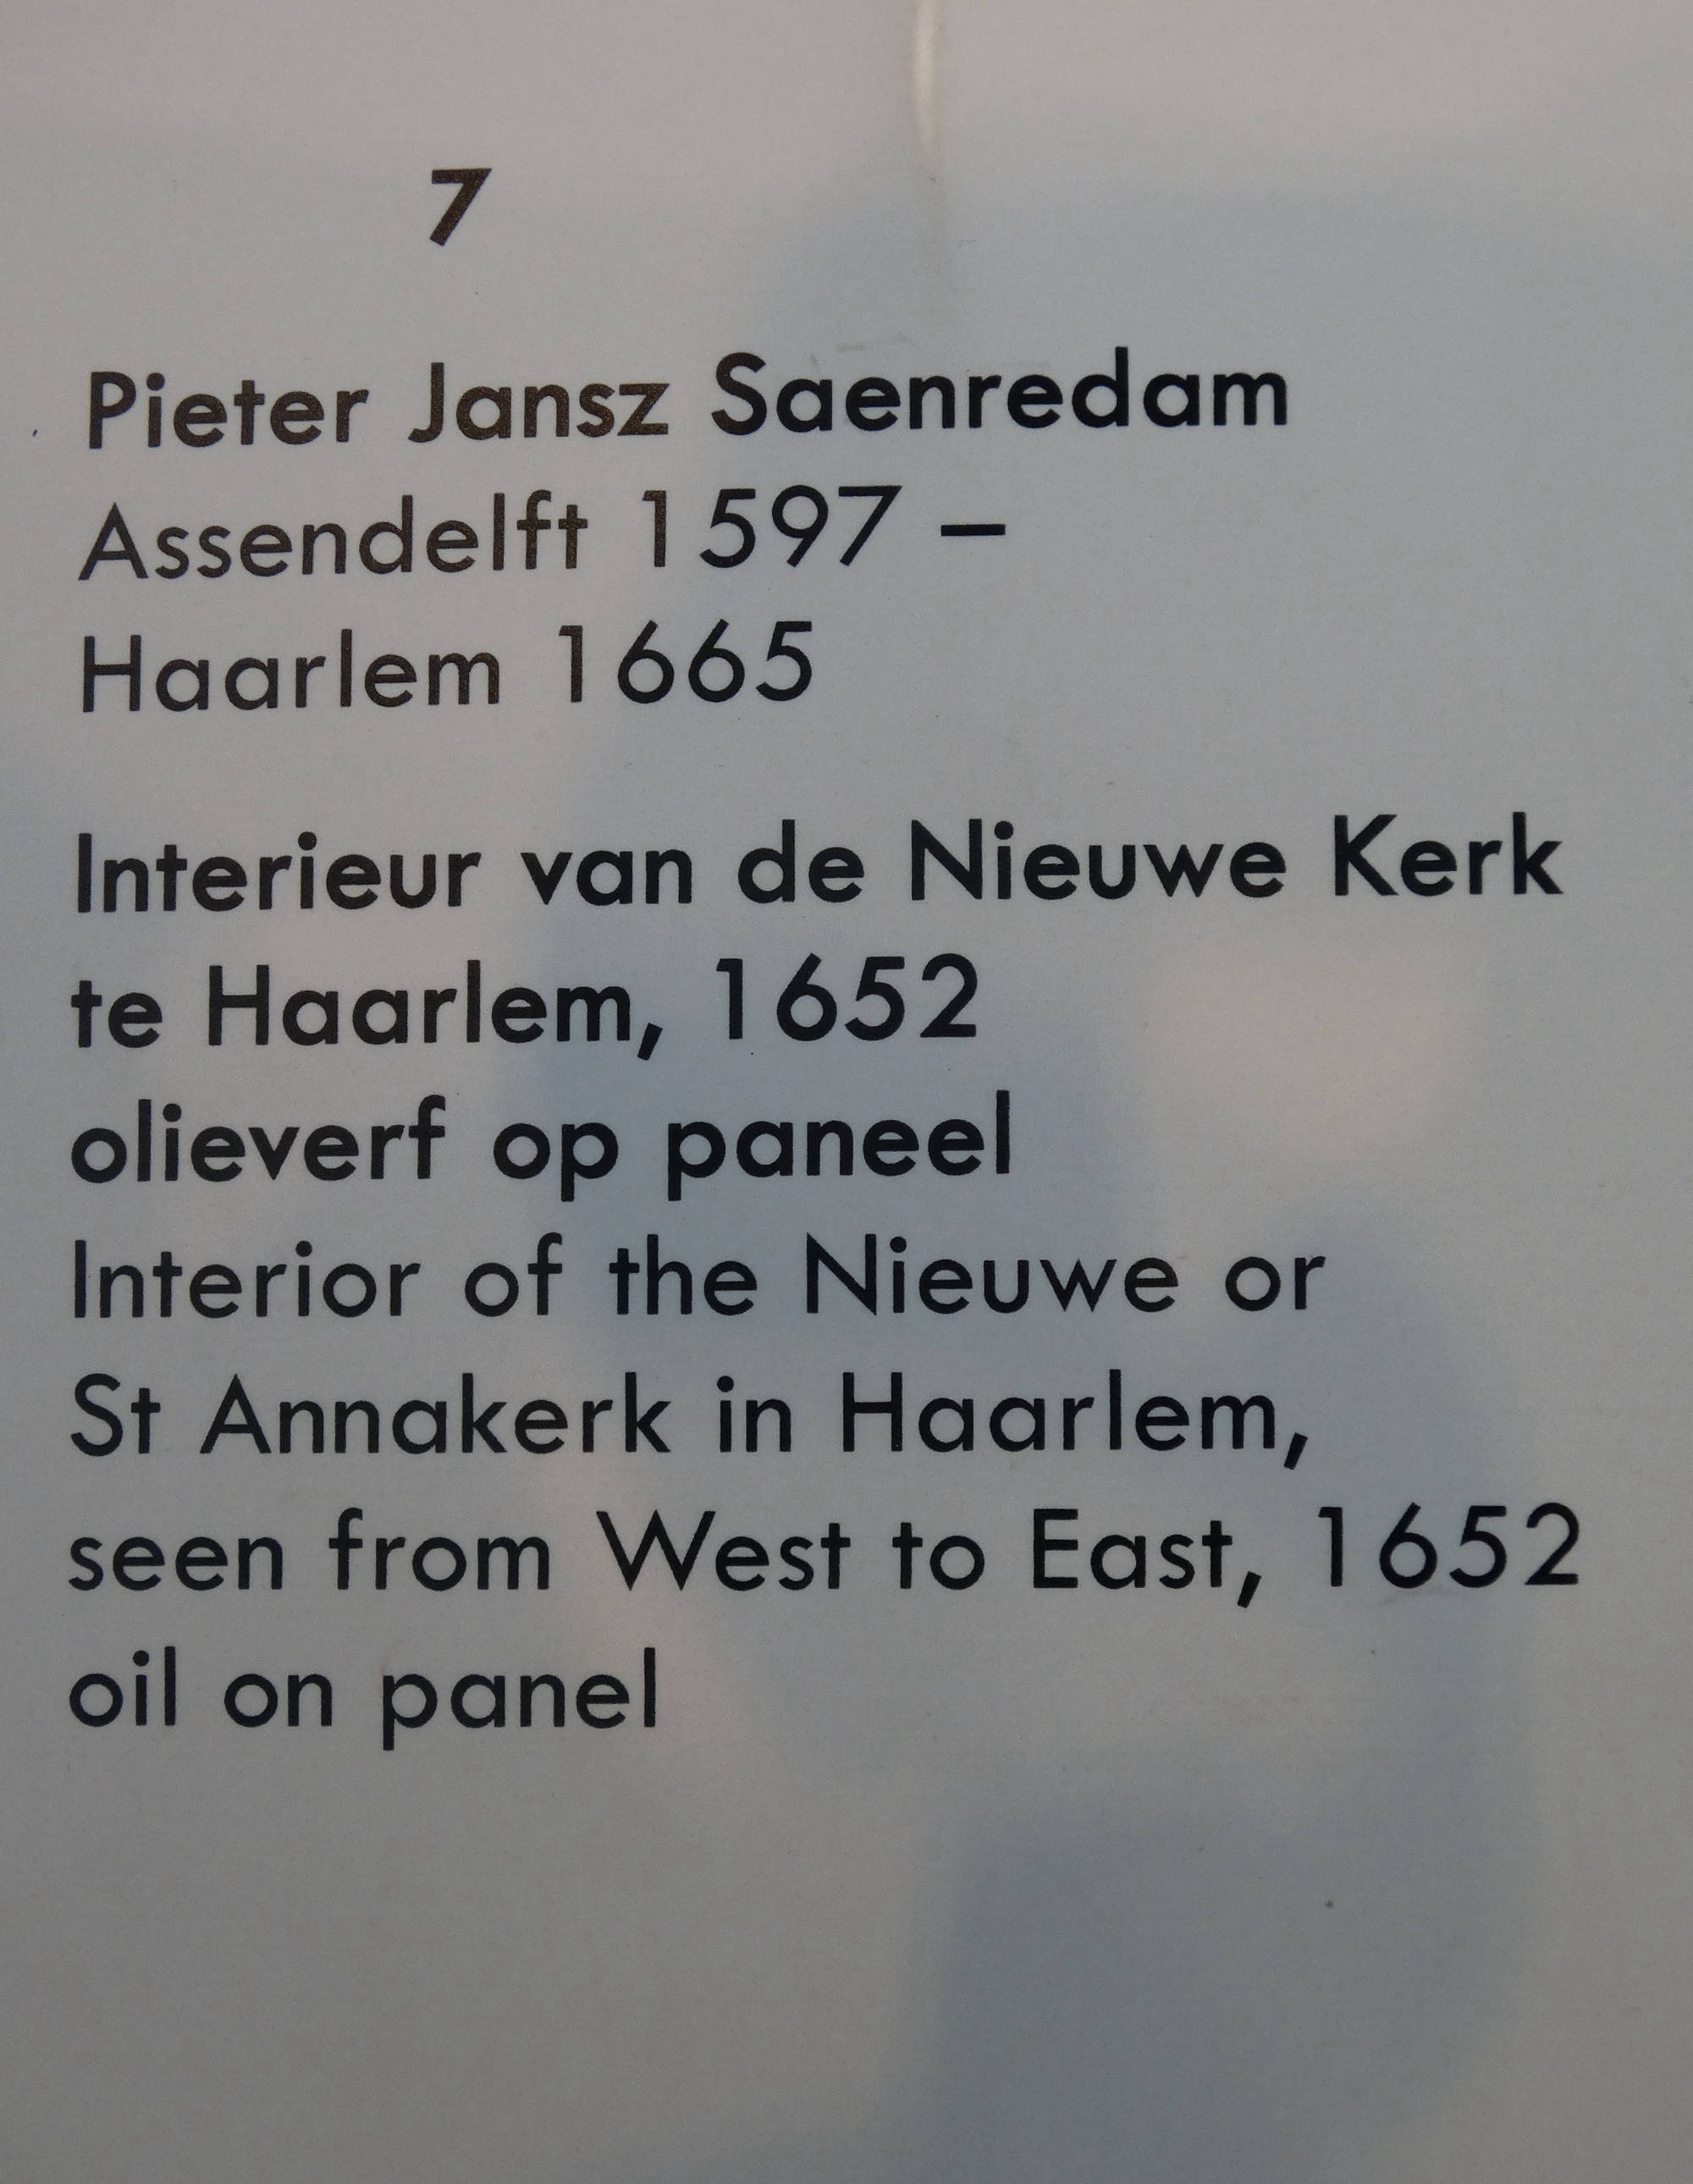 7
Pieter Jansz Saenredam
Assendelft 1597 –
Haarlem 1665
Interieur van de Nieuwe Kerk
te Haarlem, 1652
olieverf op paneel
Interior of the Nieuwe or
St Annakerk in Haarlem,
seen from West to East, 1652
oil on panel